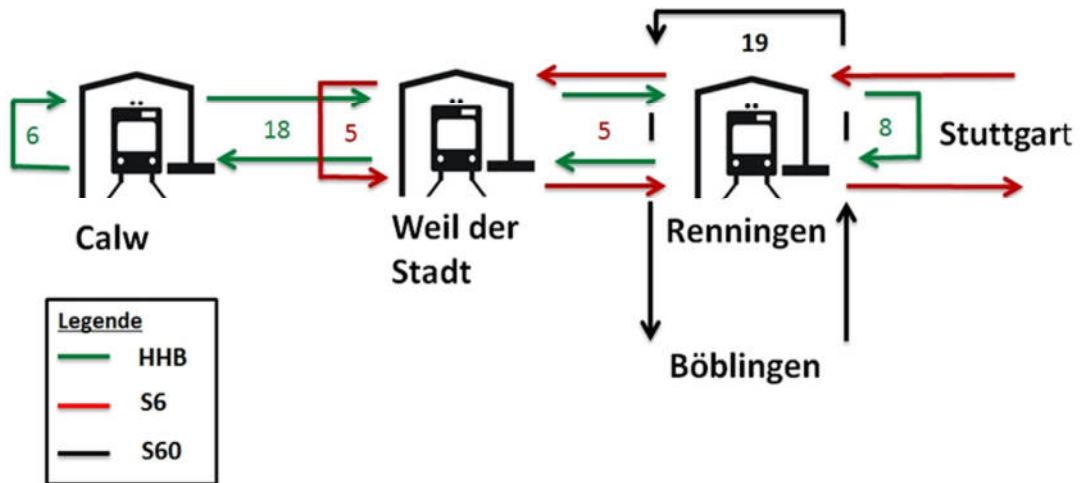 19
6
18
5
5
8
Stuttgart
Calw
Weil der
Stadt
Renningen
Böblingen
Legende
HHB
S6
S60